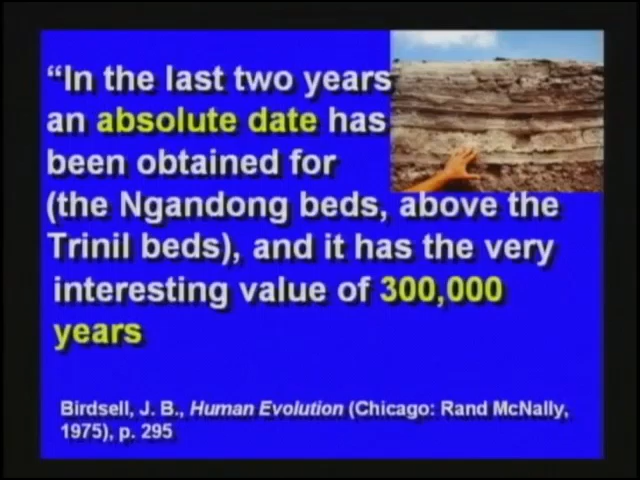 “In the last two years
an absolute date has
been obtained for
(the Ngandong beds, above the
Trinil beds), and it has the very
interesting value of 300,000
years
Birdsell, J. B., Human Evolution (Chicago: Rand McNally,
1975), p. 295